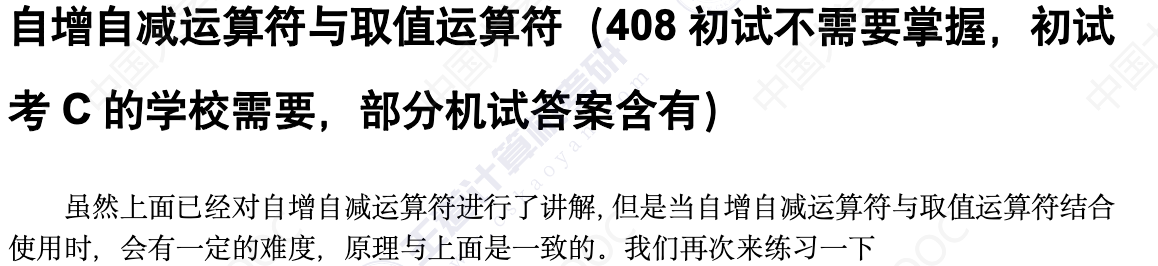 自增自减运算符与取值运算符（408 初试不需要掌握，初试
考 C 的学校需要，部分机试答案含有）
虽然上面已经对自增自减运算符进行了讲解,但是当自增自减运算符与取值运算符结合
使用时，会有一定的难度，原理与上面是一致的。我们再次来练习一下